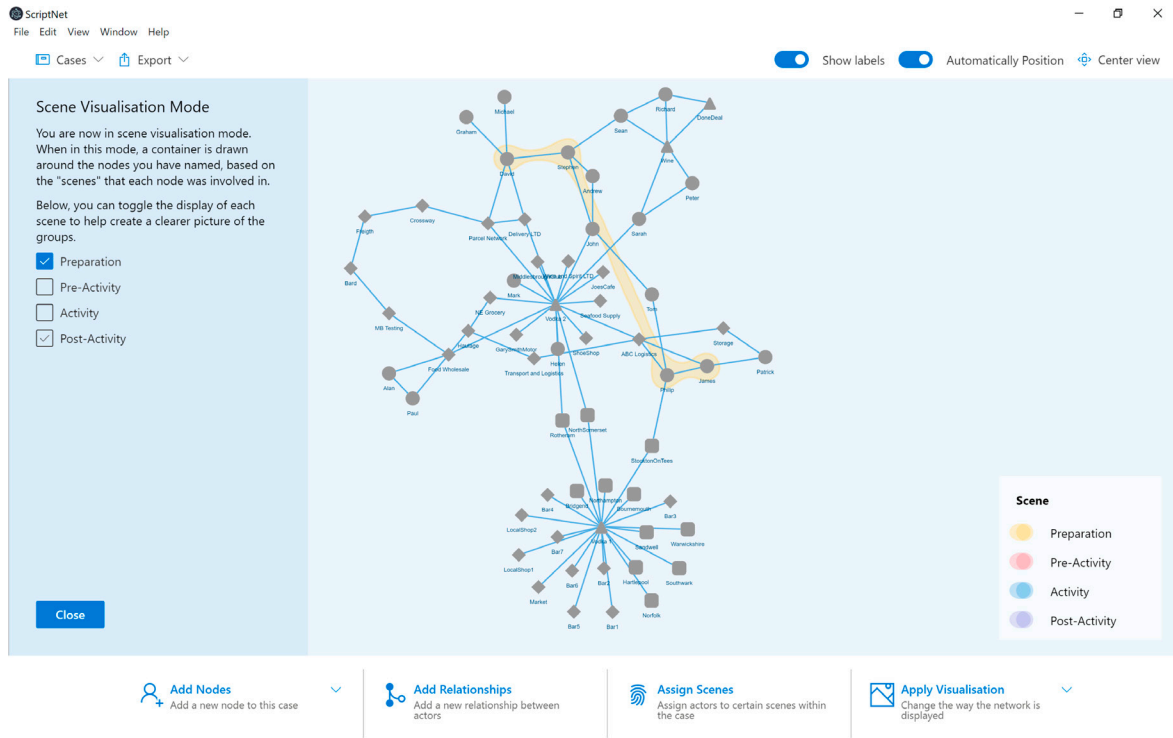 ScriptNet
File Edit View Window Help
Cases Export Show labels Automatically Position Center view
Scene Visualisation Mode
You are now in scene visualisation mode.
When in this mode, a container is drawn
around the nodes you have named, based on
the "scenes" that each node was involved in.
Below, you can toggle the display of each
scene to help create a clearer picture of the
groups.
Preparation
Pre-Activity
Activity
Post-Activity
Close
Michael
Richard
DoneDeal
Graham
Sean
Wine
David
Stephen
Andrew
Peter
Crossway
Freigth
Parcel Network
Delivery LTD
Sarah
John
Bard
JoesCafe
Mark
Tom
NE Grocery
Vodka 2
Seafood Supply
MB Testing
Haulage
GarySmithMotor
ShoeShop
ABC Logistics
Storage
Food Wholesale
Helen
Transport and Logistics
Philip
James
Patrick
Alan
Paul
NorthSomerset
Rotheram
StocktonOnTees
Northampton
Bridgend
Bournemouth
Bar4
Bar3
LocalShop2
Vodka 1
Sandwell
Warwickshire
Bar7
LocalShop1
Bar6
Bar2
Hartlepool
Southwark
Market
Norfolk
Bar5
Bar1
Scene
Preparation
Pre-Activity
Activity
Post-Activity
Add Nodes
Add a new node to this case
Add Relationships
Add a new relationship between
actors
Assign Scenes
Assign actors to certain scenes within
the case
Apply Visualisation
Change the way the network is
displayed